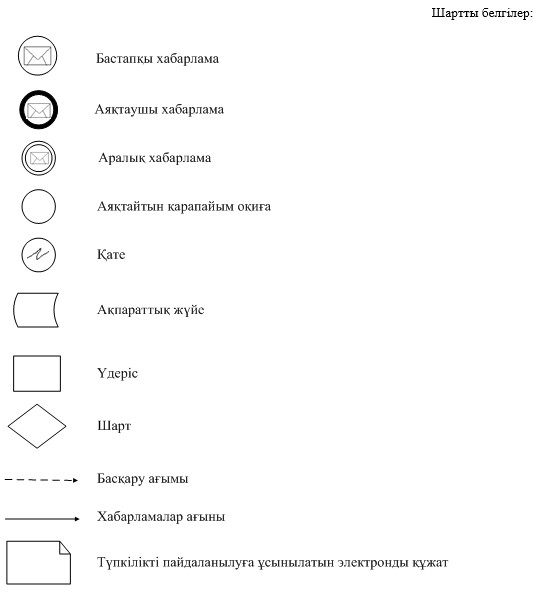 Шартты белгілер:
Бастапқы хабарлама
Аяқтаушы хабарлама
Аралық хабарлама
Аяқтайтын қарапайым оқиға
Қате
Ақпараттық жүйе
Үдеріс
Шарт
Басқару ағымы
Хабарламалар ағыны
Түпкілікті пайдаланылуға ұсынылатын электронды құжат